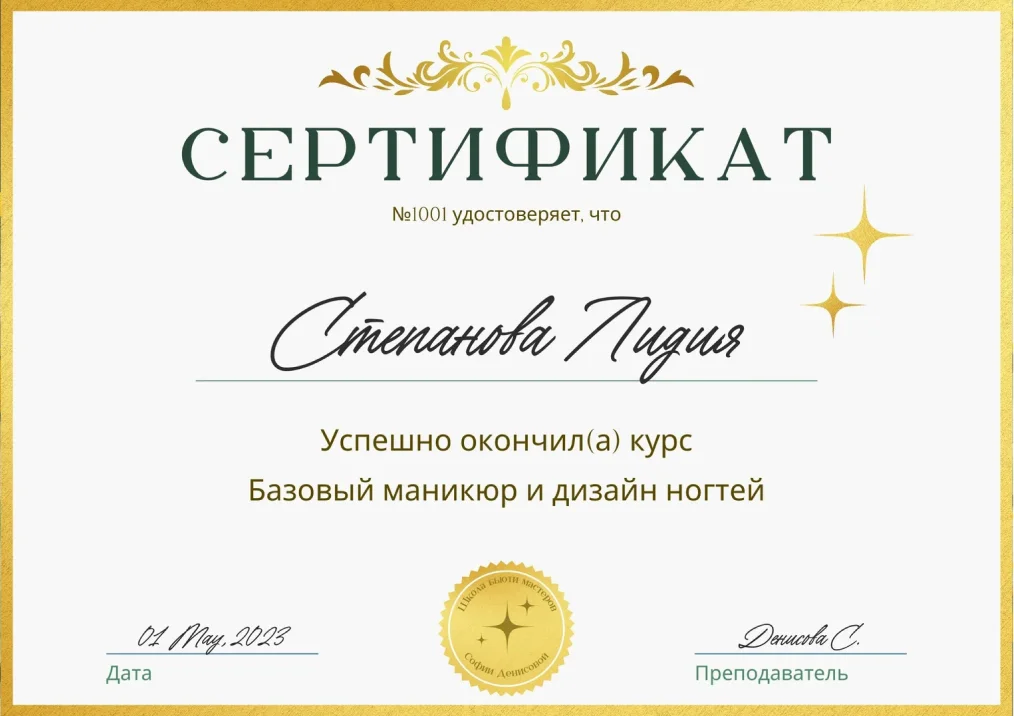 СЕРТИФИКАТ
№1001 удостоверяет, что
Степанова Лидия
Успешно окончил(а) курс
Базовый маникюр и дизайн ногтей
01 May, 2023
Дата
Школа бьюти мастеров
Софии Денисовой
Денисова С.
Преподаватель